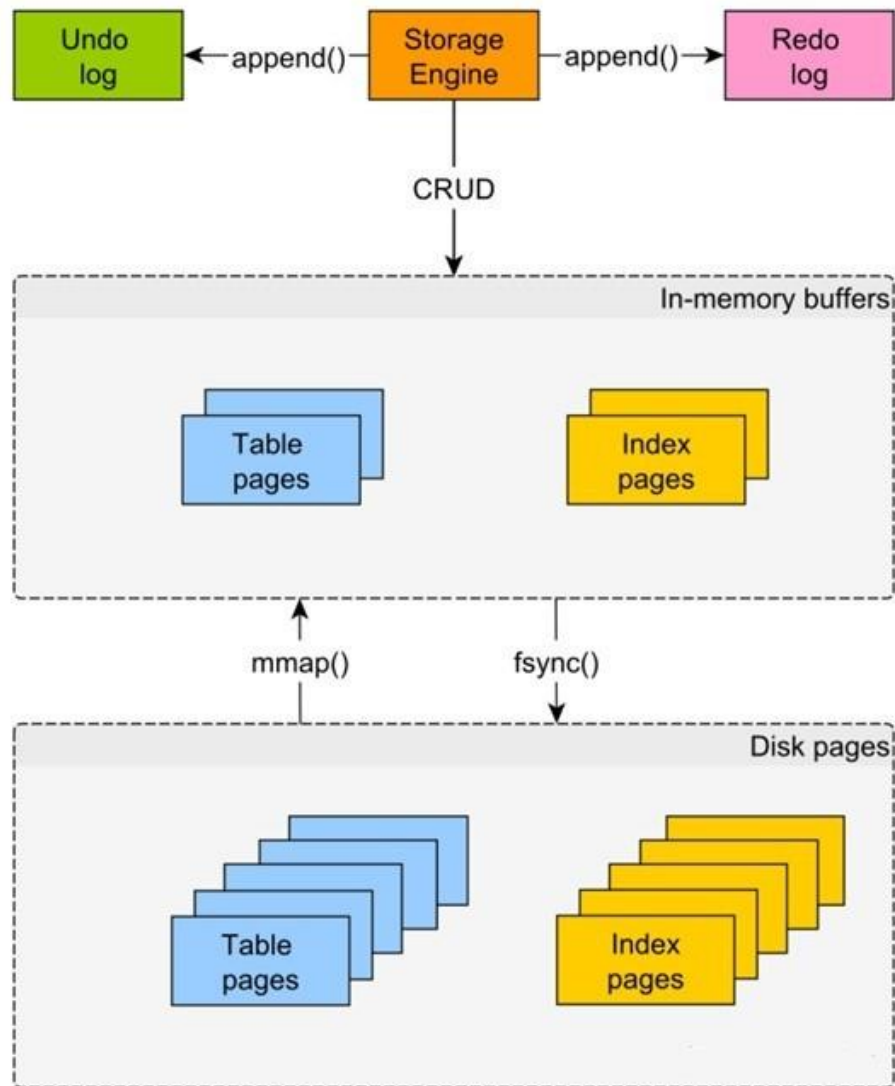 Undo
log
append()
Storage
Engine
append()
Redo
log
CRUD
In-memory buffers
Table
pages
Index
pages
mmap()
fsync()
Disk pages
Table
pages
Index
pages